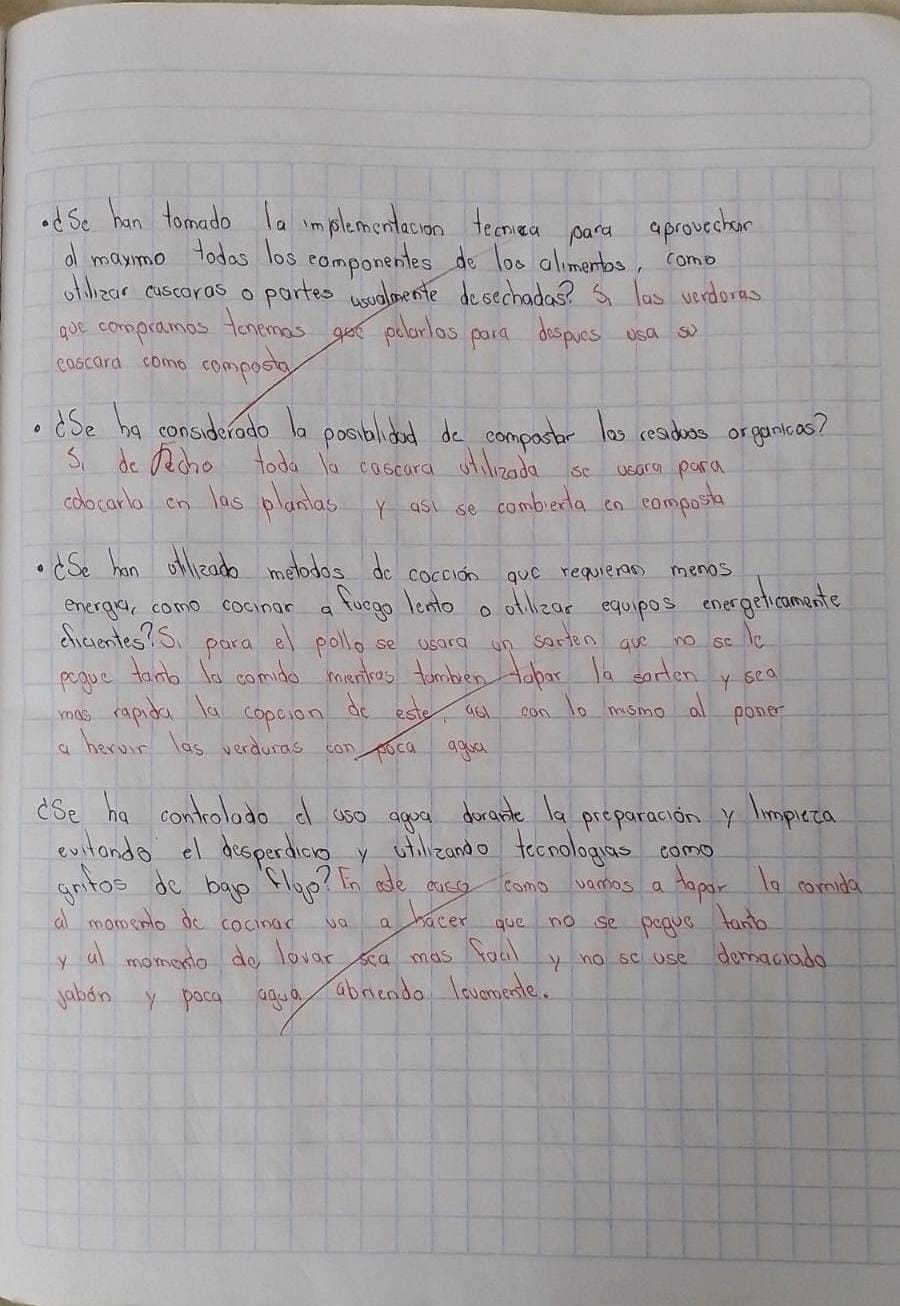 • ¿Se han tomado la implementacion tecnica para aprovechar
al maximo todos los componentes de los alimentos, como
utilizar cascaras o partes usualmente desechadas? Si las verduras
que compramos tenemos que pelarlas para despues usa su
cascara como composta
• ¿Se ha considerado la posibilidad de compostar los residuos organicos?
Si de hecho toda la cascara utilizada se usara para
colocarla en las plantas y asi se combierta en composta
• ¿Se han utilizado metodos de cocción que requieran menos
energia, como cocinar a fuego lento o utilizar equipos energeticamente
eficientes? Si para el pollo se usara un sarten que no se le
pegue tanto la comida mientras tambien tapar la sarten y sea
mas rapida la copcion de este, asi con lo mismo al poner
a hervir las verduras con poca agua
¿Se ha controlado el uso agua durante la preparación y limpieza
evitando el desperdicio y utilizando tecnologias como
grifos de bajo flujo? En este caso como vamos a tapar la comida
al momento de cocinar va a hacer que no se pegue tanto
y al momento de lavar sea mas facil y no se use demaciado
jabón y poca agua abriendo levemente.